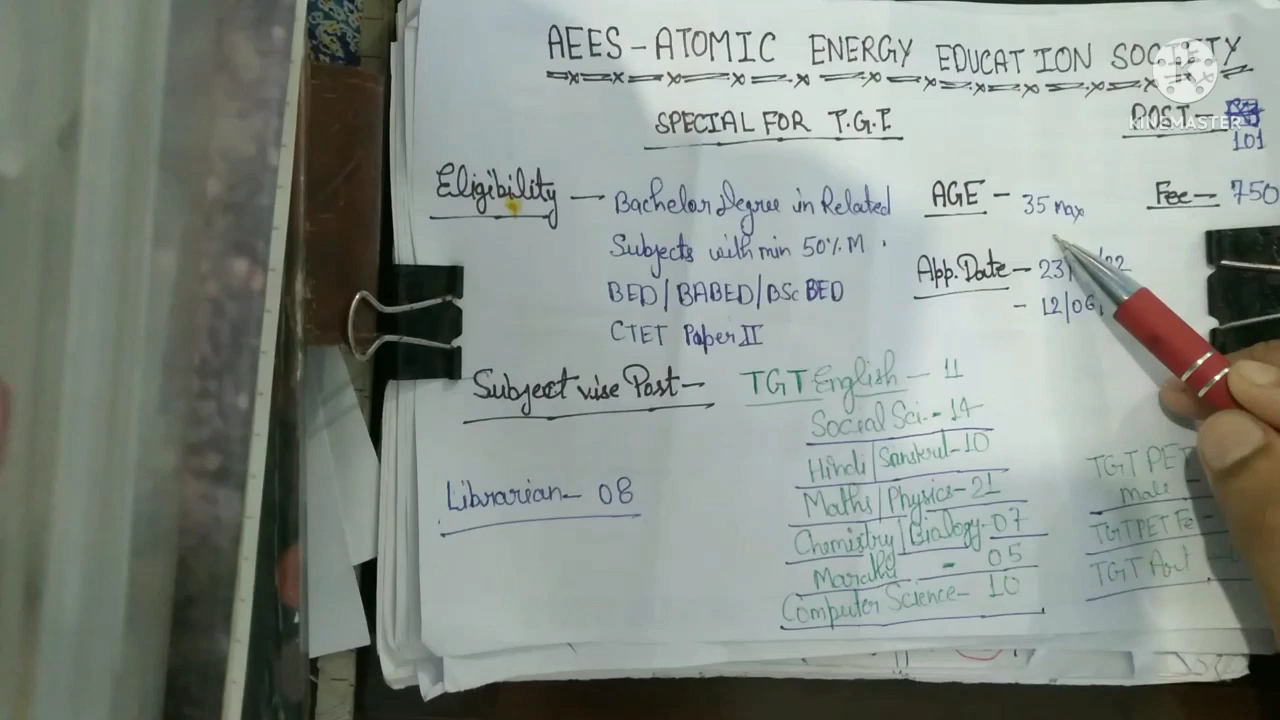 AEES - ATOMIC ENERGY EDUCATION SOCIETY
SPECIAL FOR T.G.T.
POST -
101
KINEMASTER
Eligibility — Bachelor Degree in Related
Subjects with min 50% M.
BED/BABED/BSc BED
CTET Paper II
AGE - 35 Max
Fee - 750
App. Date - 23/
- 12/06/
Subject vise Post -
TGT English - 11
Social Sci. - 14
Hindi/Sanskrit - 10
Maths/Physics - 21
Chemistry/Biology - 07
Marathi - 05
Computer Science - 10
Librarian - 08
TGT PET
Male -
TGT PET Fe -
TGT Art -